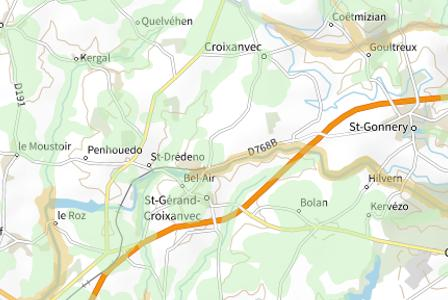 Coëtmizian
Quelvéhen
Croixanvec
Goultreux
Kergal
D191
St-Gonnery
D768B
le Moustoir
Penhouedo
St-Drédeno
Bel-Air
Hilvern
St-Gérand-
Croixanvec
Bolan
Kervézo
le Roz